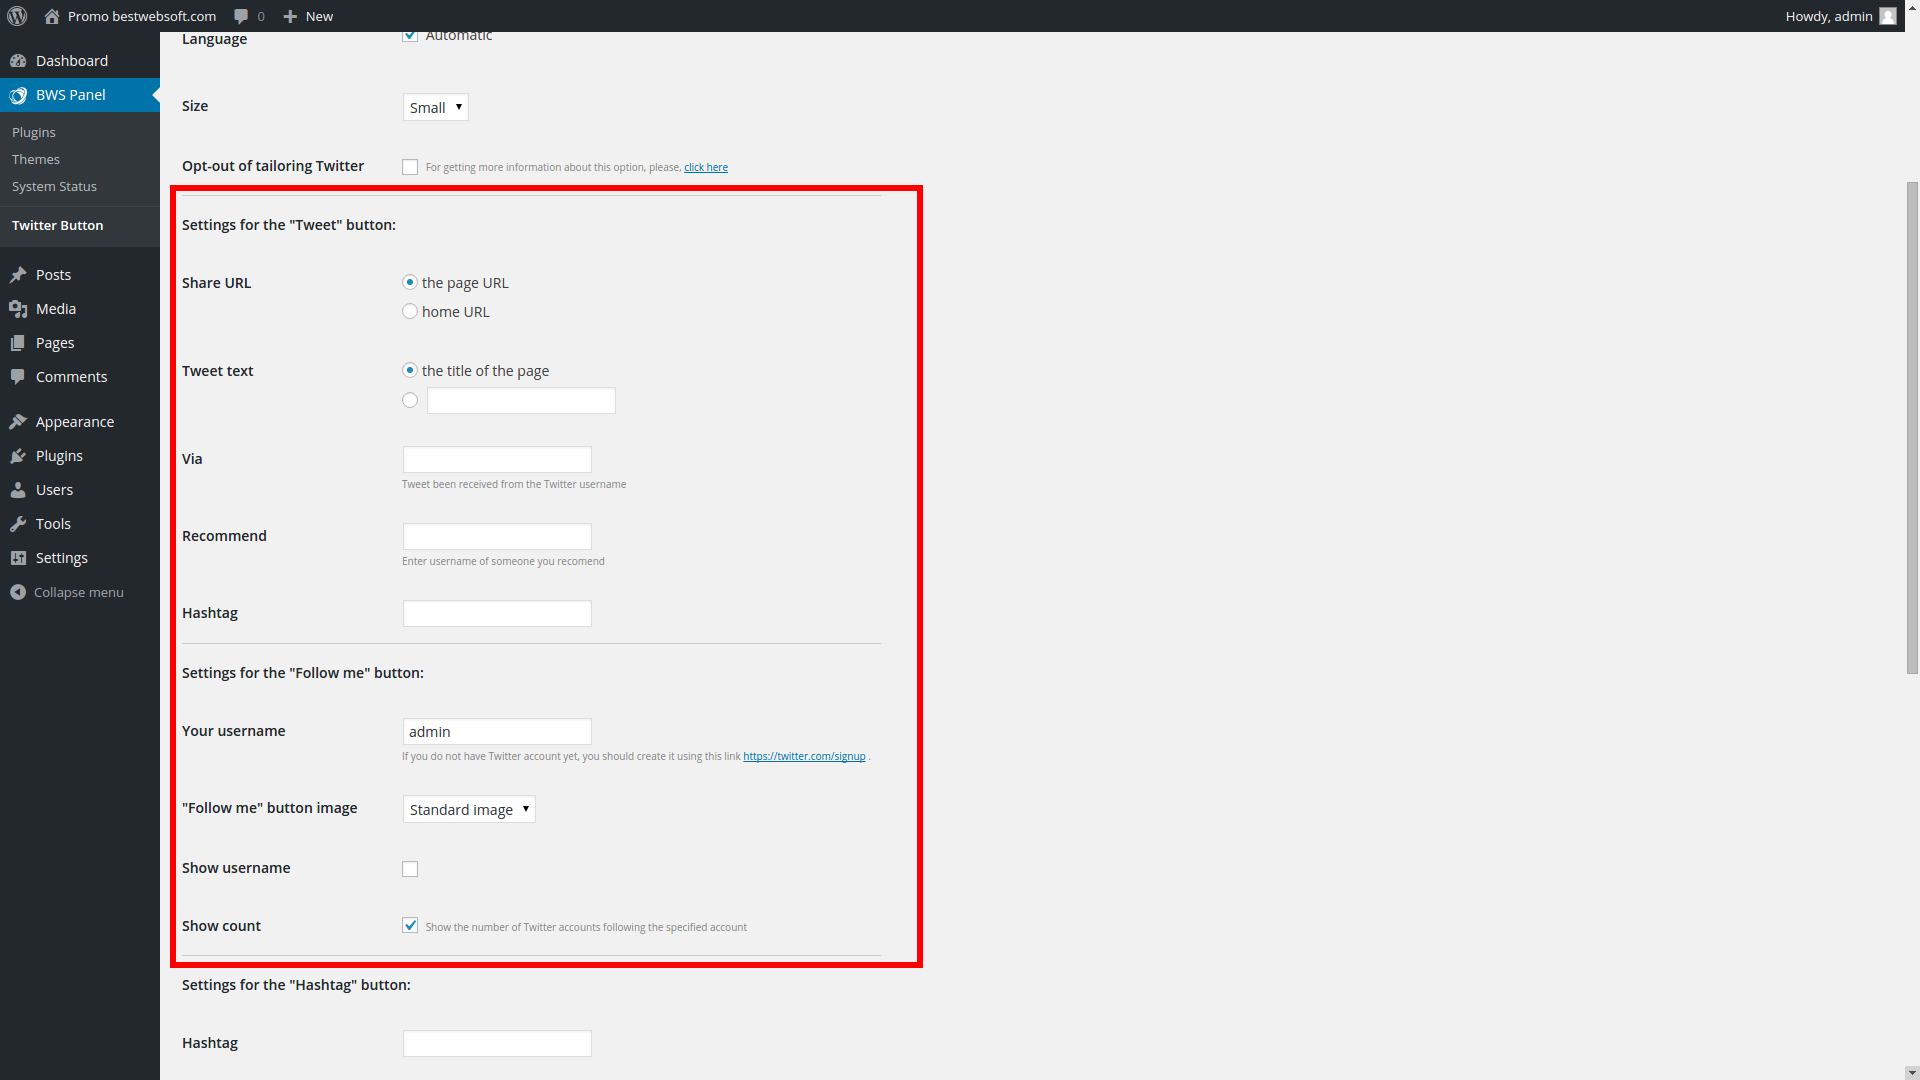 Promo bestwebsoft.com 0 New Howdy, admin
Dashboard
BWS Panel
Plugins
Themes
System Status
Twitter Button
Posts
Media
Pages
Comments
Appearance
Plugins
Users
Tools
Settings
Collapse menu
Language Automatic
Size Small
Opt-out of tailoring Twitter For getting more information about this option, please, click here
Settings for the "Tweet" button:
Share URL the page URL
home URL
Tweet text the title of the page
Via
Tweet been received from the Twitter username
Recommend
Enter username of someone you recomend
Hashtag
Settings for the "Follow me" button:
Your username admin
If you do not have Twitter account yet, you should create it using this link https://twitter.com/signup .
"Follow me" button image Standard image
Show username
Show count Show the number of Twitter accounts following the specified account
Settings for the "Hashtag" button:
Hashtag